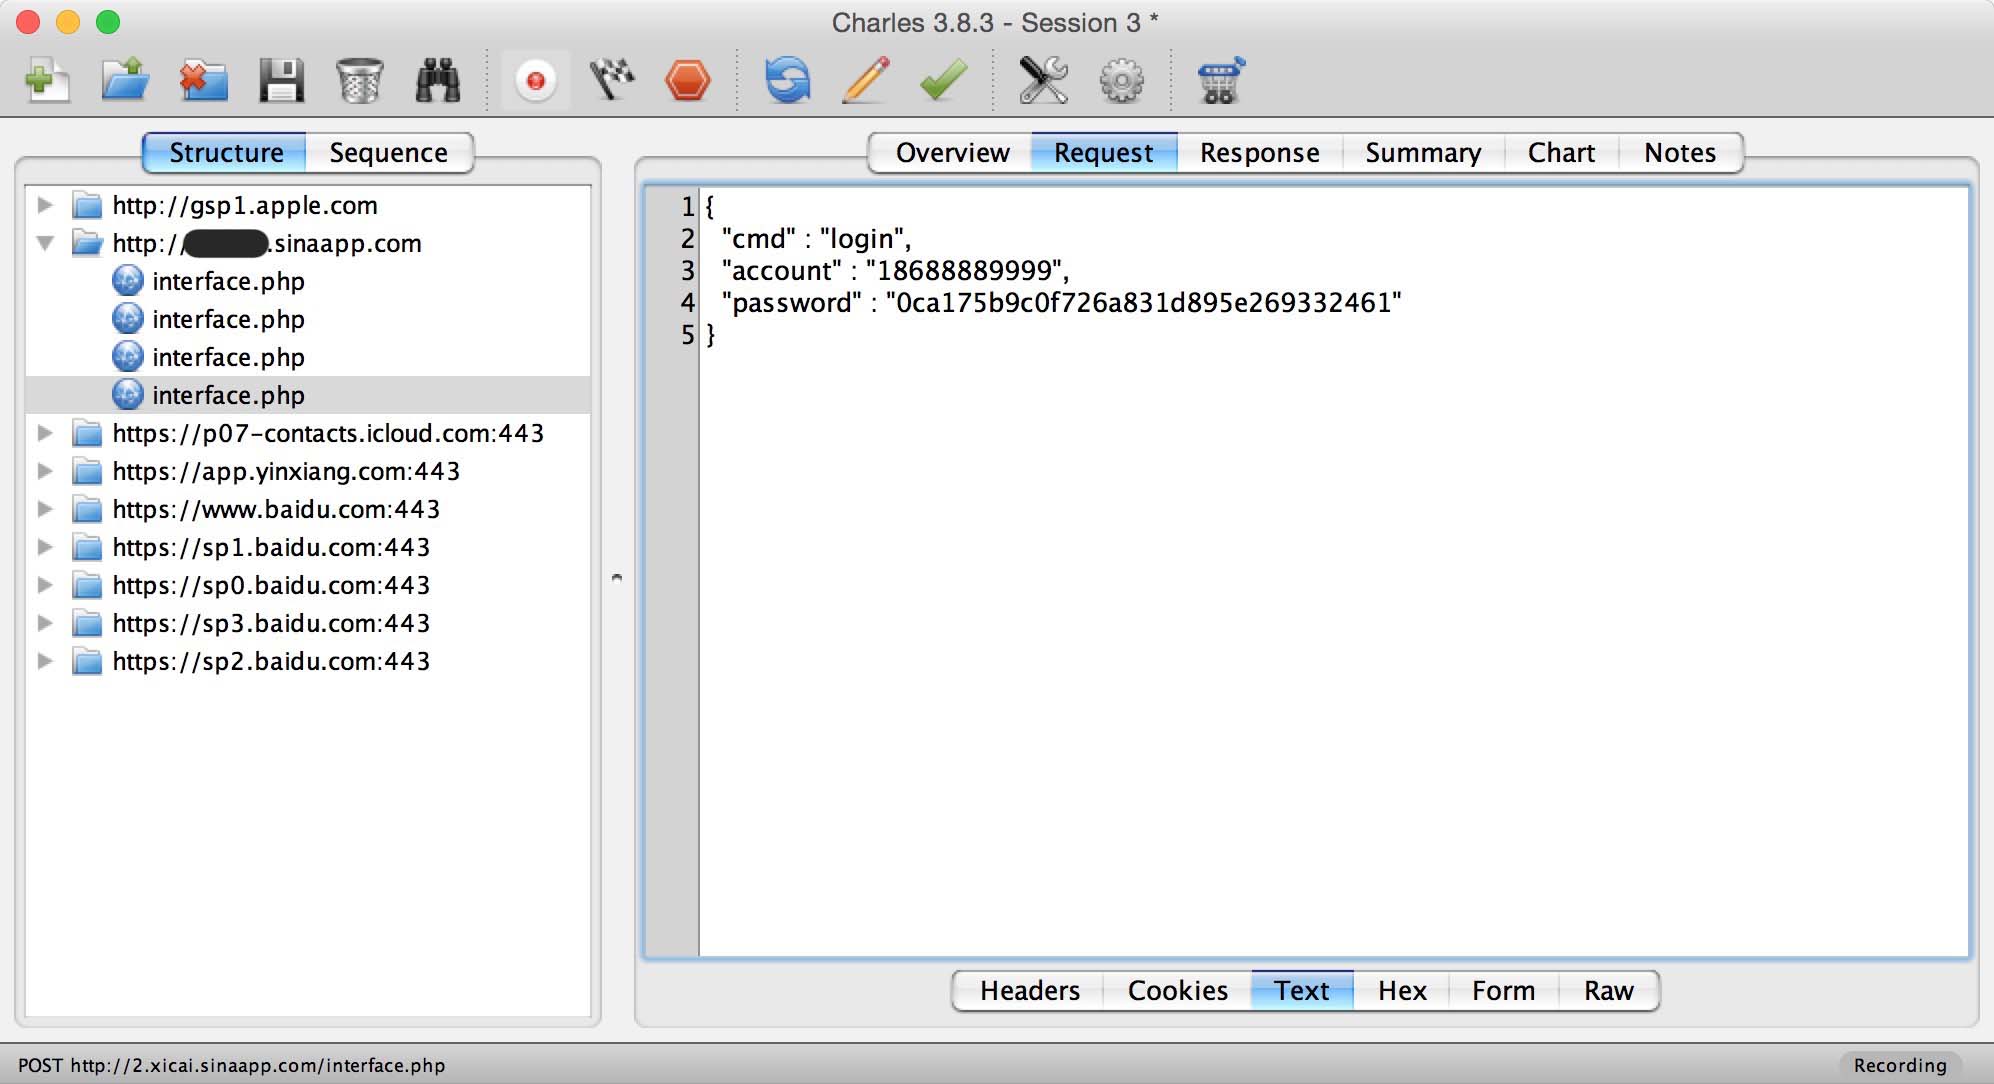 Charles 3.8.3 - Session 3 *
Structure Sequence
http://gsp1.apple.com
http://.sinaapp.com
interface.php
interface.php
interface.php
interface.php
https://p07-contacts.icloud.com:443
https://app.yinxiang.com:443
https://www.baidu.com:443
https://sp1.baidu.com:443
https://sp0.baidu.com:443
https://sp3.baidu.com:443
https://sp2.baidu.com:443
Overview Request Response Summary Chart Notes
1 {
2 "cmd" : "login",
3 "account" : "18688889999",
4 "password" : "0ca175b9c0f726a831d895e269332461"
5 }
Headers Cookies Text Hex Form Raw
POST http://2.xicai.sinaapp.com/interface.php
Recording